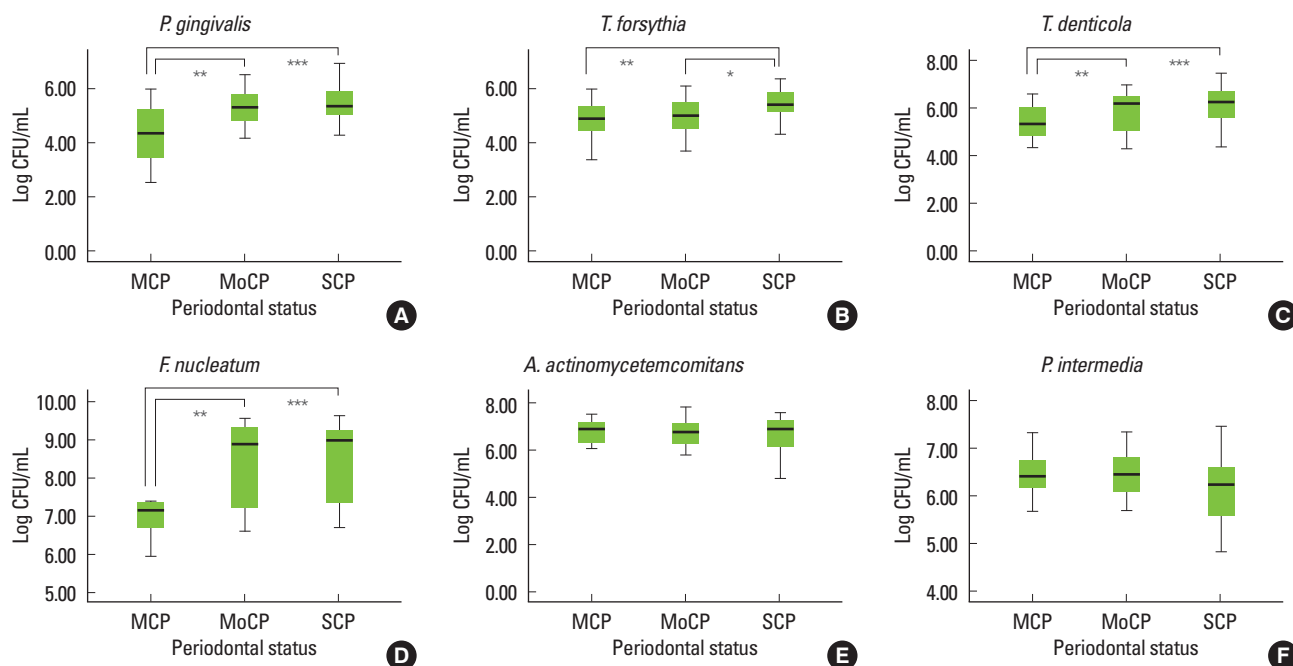 P. gingivalis
** ***
6.00
4.00
2.00
0.00
Log CFU/mL
MCP MoCP SCP
Periodontal status
A
T. forsythia
** *
6.00
4.00
2.00
0.00
Log CFU/mL
MCP MoCP SCP
Periodontal status
B
T. denticola
** ***
8.00
6.00
4.00
2.00
0.00
Log CFU/mL
MCP MoCP SCP
Periodontal status
C
F. nucleatum
** ***
10.00
9.00
8.00
7.00
6.00
5.00
Log CFU/mL
MCP MoCP SCP
Periodontal status
D
A. actinomycetemcomitans
8.00
6.00
4.00
2.00
0.00
Log CFU/mL
MCP MoCP SCP
Periodontal status
E
P. intermedia
8.00
7.00
6.00
5.00
4.00
Log CFU/mL
MCP MoCP SCP
Periodontal status
F